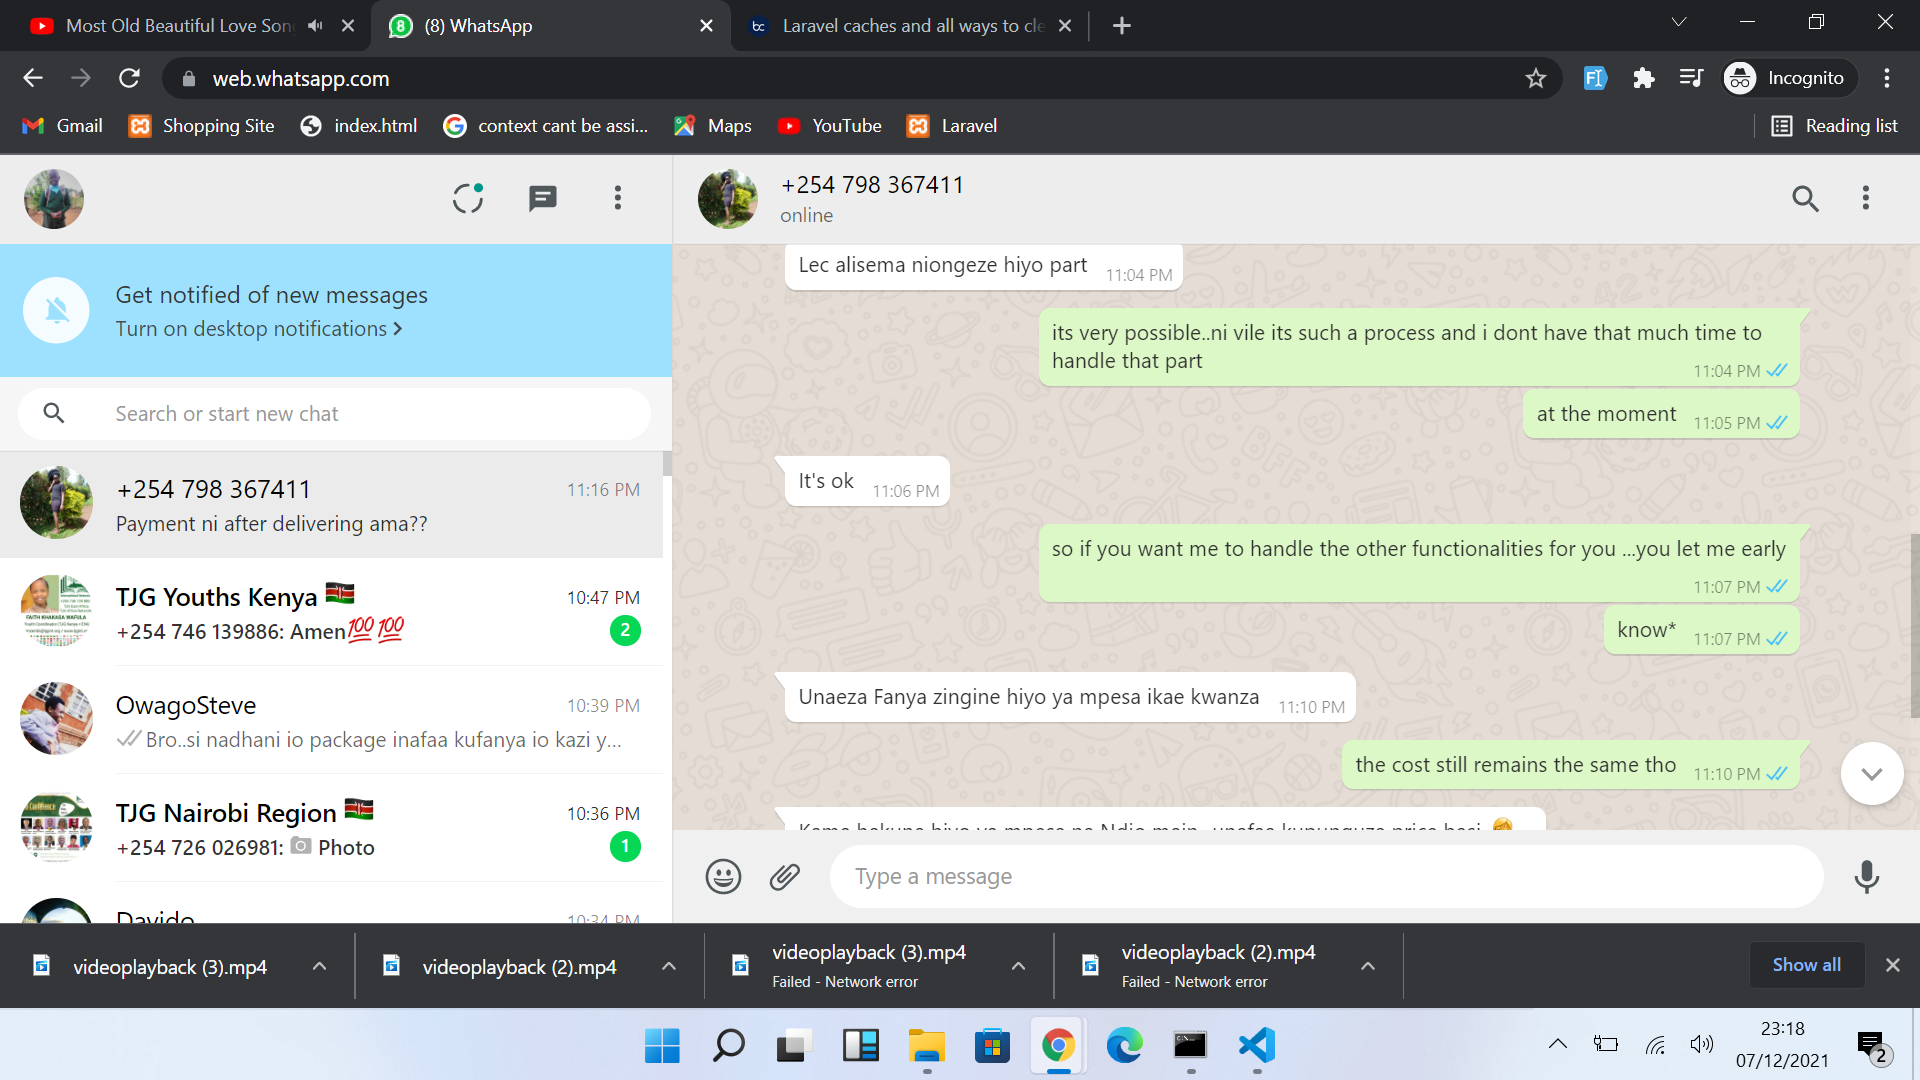 Most Old Beautiful Love Song
(8) WhatsApp
Laravel caches and all ways to cle
web.whatsapp.com
Incognito
Gmail
Shopping Site
index.html
context cant be assi...
Maps
YouTube
Laravel
Reading list
+254 798 367411
online
Get notified of new messages
Turn on desktop notifications
Search or start new chat
+254 798 367411 11:16 PM
Payment ni after delivering ama??
TJG Youths Kenya 🇰🇪 10:47 PM
+254 746 139886: Amen💯💯 2
OwagoSteve 10:39 PM
Bro..si nadhani io package inafaa kufanya io kazi y...
TJG Nairobi Region 🇰🇪 10:36 PM
+254 726 026981: Photo 1
Davido 10:34 PM
Lec alisema niongeze hiyo part 11:04 PM
its very possible..ni vile its such a process and i dont have that much time to
handle that part 11:04 PM
at the moment 11:05 PM
It's ok 11:06 PM
so if you want me to handle the other functionalities for you ...you let me early
11:07 PM
know* 11:07 PM
Unaeza Fanya zingine hiyo ya mpesa ikae kwanza 11:10 PM
the cost still remains the same tho 11:10 PM
Type a message
videoplayback (3).mp4
videoplayback (2).mp4
videoplayback (3).mp4
Failed - Network error
videoplayback (2).mp4
Failed - Network error
Show all
23:18
07/12/2021
2